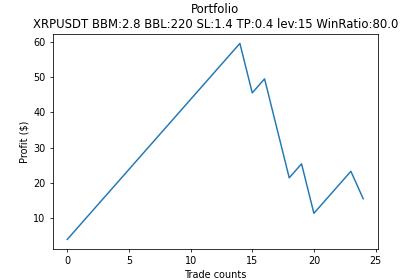 Portfolio
XRPUSDT BBM:2.8 BBL:220 SL:1.4 TP:0.4 lev:15 WinRatio:80.0
60
50
40
30
20
10
Profit ($)
0 5 10 15 20 25
Trade counts